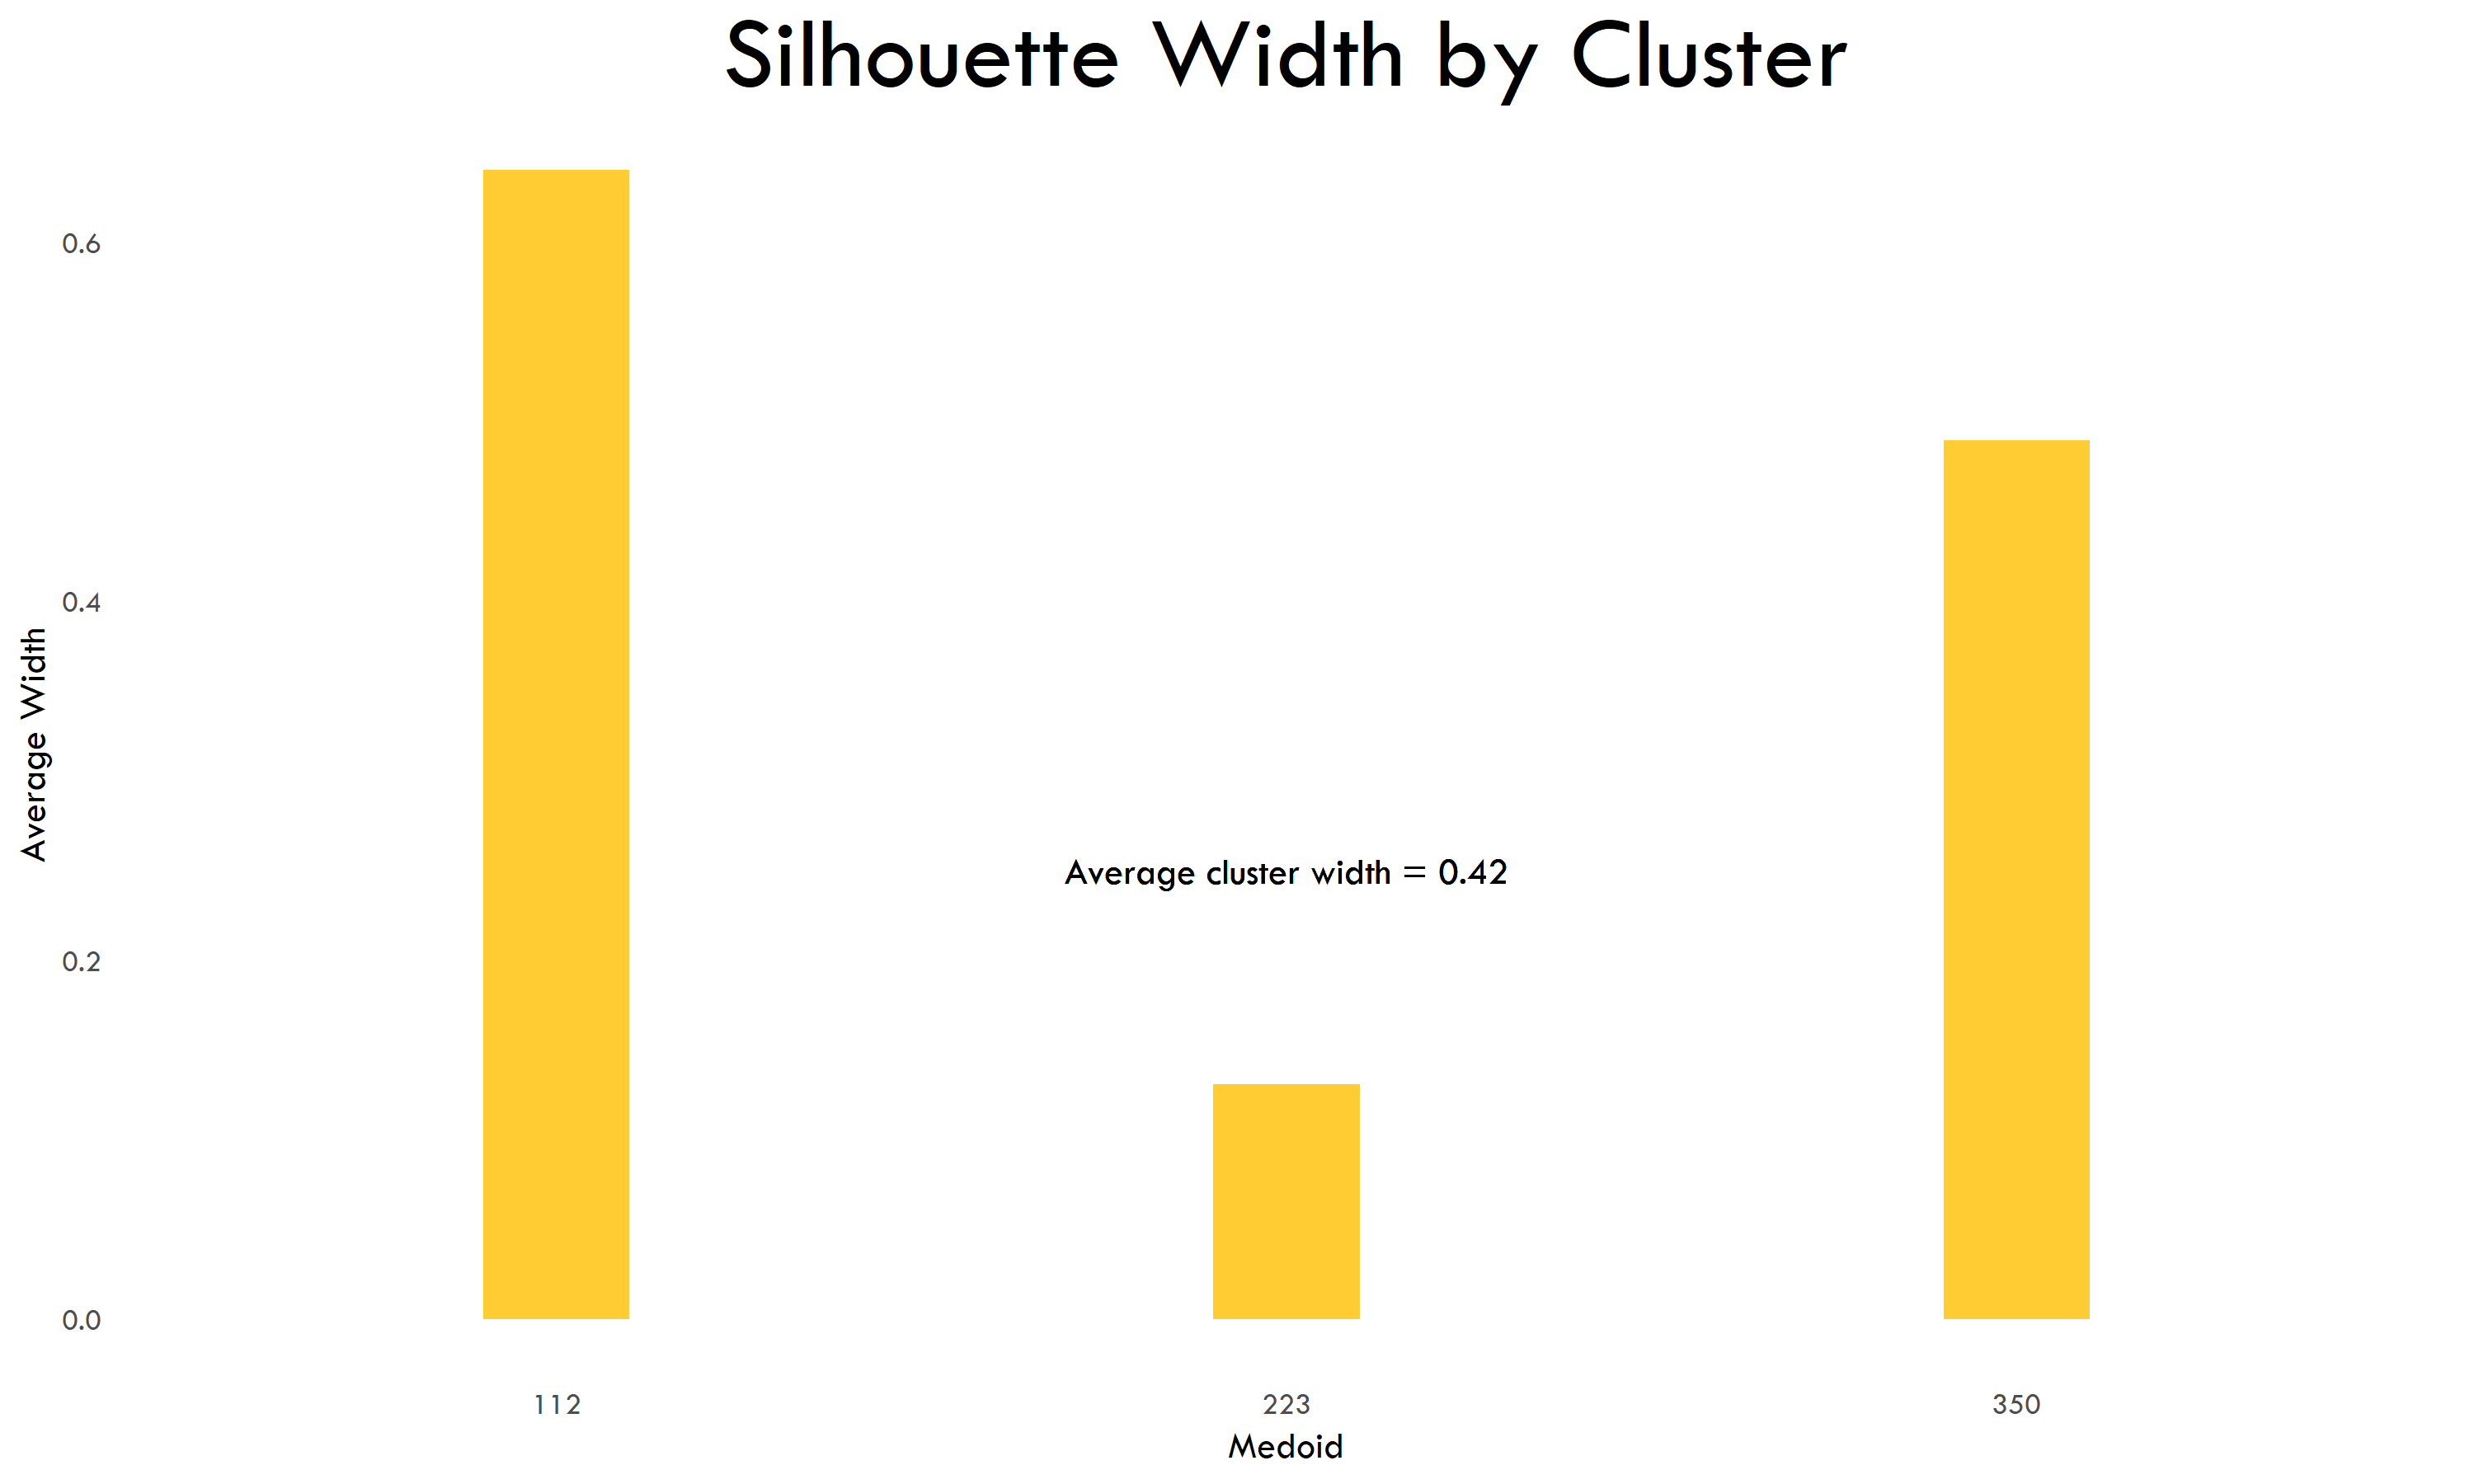 Silhouette Width by Cluster
0.6
0.4
0.2
0.0
Average Width
Average cluster width = 0.42
112
223
350
Medoid